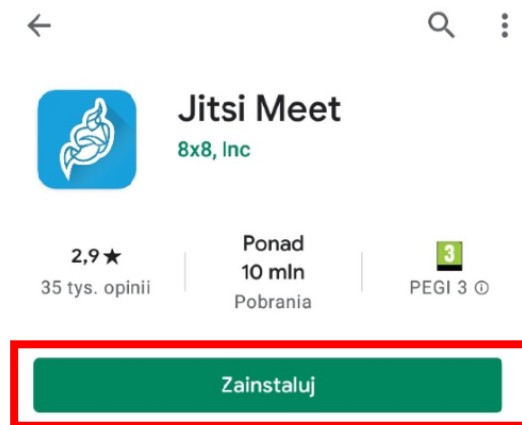 Jitsi Meet
8x8, Inc
2,9★
35 tys. opinii
Ponad
10 mln
Pobrania
3
PEGI 3
Zainstaluj